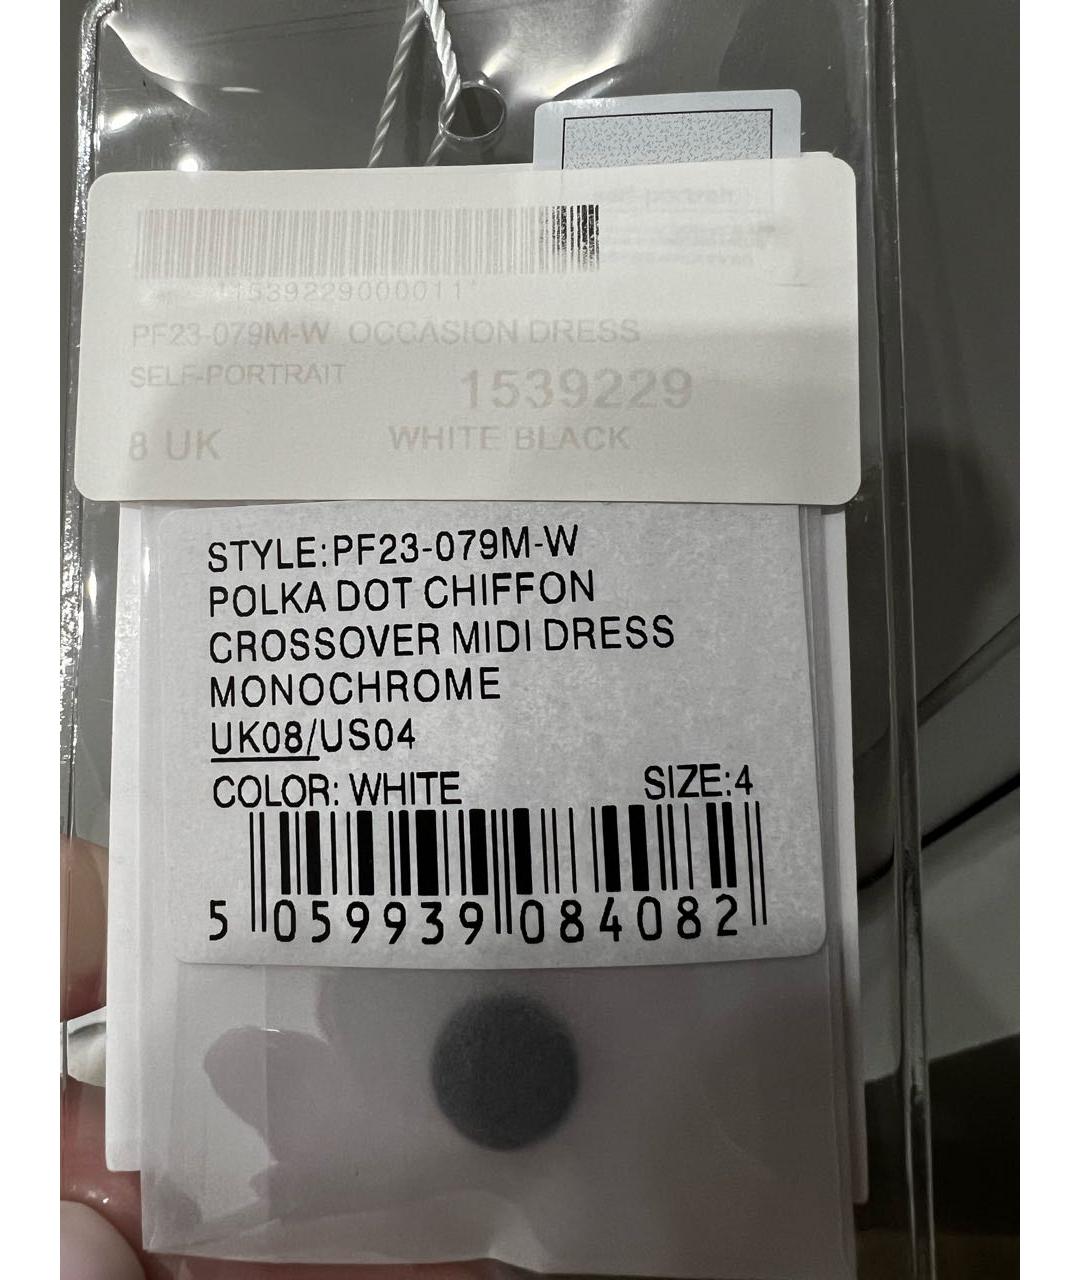 1539229000011
PF23-079M-W OCCASION DRESS
SELF-PORTRAIT
1539229
8 UK WHITE BLACK
STYLE:PF23-079M-W
POLKA DOT CHIFFON
CROSSOVER MIDI DRESS
MONOCHROME
UK08/US04
COLOR: WHITE SIZE:4
5 059939 084082